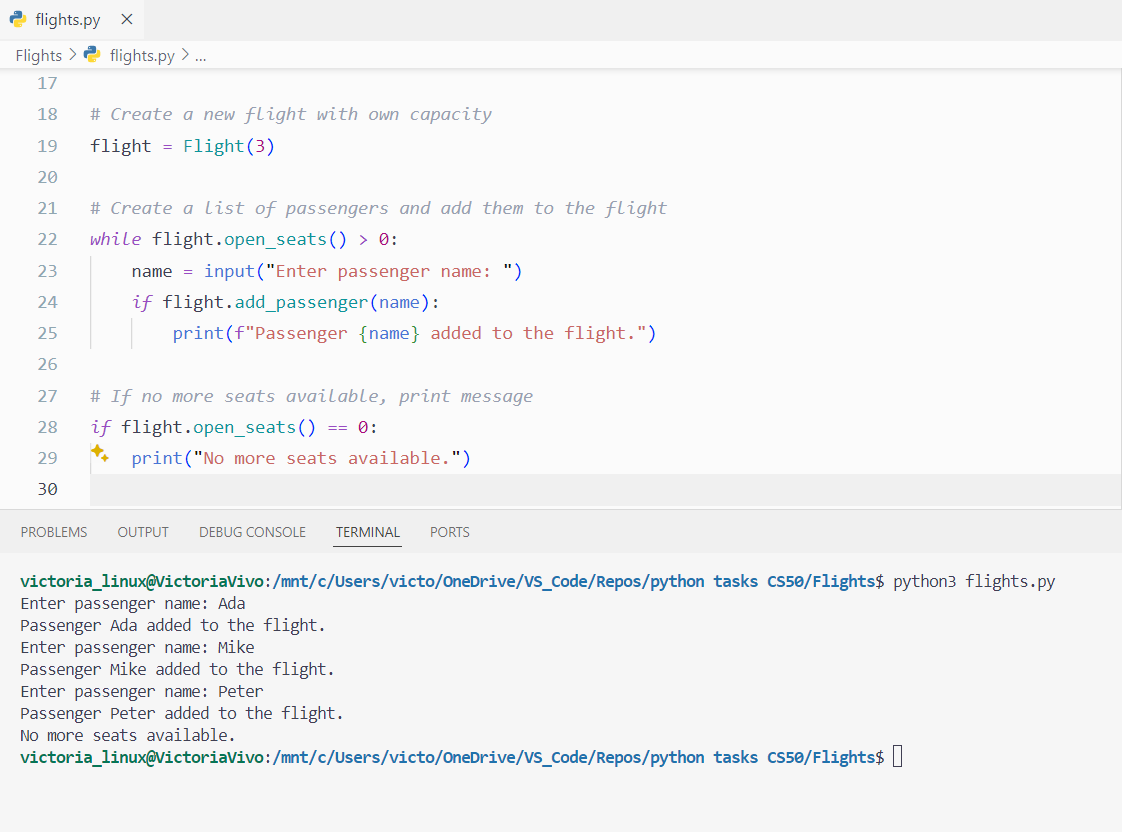 flights.py
Flights > flights.py > ...
17
18 # Create a new flight with own capacity
19 flight = Flight(3)
20
21 # Create a list of passengers and add them to the flight
22 while flight.open_seats() > 0:
23     name = input("Enter passenger name: ")
24     if flight.add_passenger(name):
25         print(f"Passenger {name} added to the flight.")
26
27 # If no more seats available, print message
28 if flight.open_seats() == 0:
29     print("No more seats available.")
30
PROBLEMS OUTPUT DEBUG CONSOLE TERMINAL PORTS
victoria_linux@VictoriaVivo:/mnt/c/Users/victo/OneDrive/VS_Code/Repos/python tasks CS50/Flights$ python3 flights.py
Enter passenger name: Ada
Passenger Ada added to the flight.
Enter passenger name: Mike
Passenger Mike added to the flight.
Enter passenger name: Peter
Passenger Peter added to the flight.
No more seats available.
victoria_linux@VictoriaVivo:/mnt/c/Users/victo/OneDrive/VS_Code/Repos/python tasks CS50/Flights$